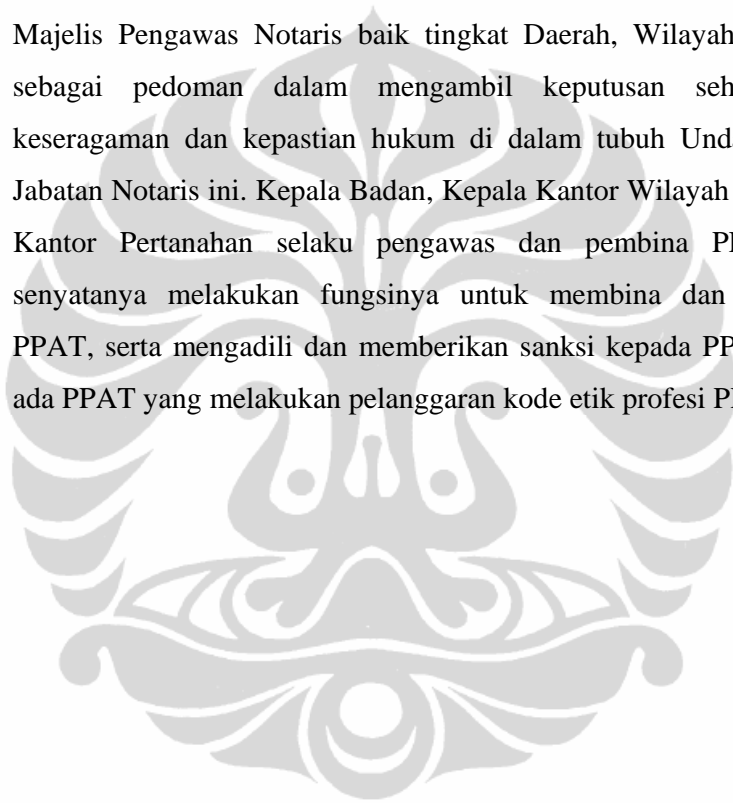 Majelis Pengawas Notaris baik tingkat Daerah, Wilayah
sebagai pedoman dalam mengambil keputusan seh
keseragaman dan kepastian hukum di dalam tubuh Unda
Jabatan Notaris ini. Kepala Badan, Kepala Kantor Wilayah
Kantor Pertanahan selaku pengawas dan pembina
senyatanya melakukan fungsinya untuk membina dan
PPAT, serta mengadili dan memberikan sanksi kepada
ada PPAT yang melakukan pelanggaran kode etik profesi